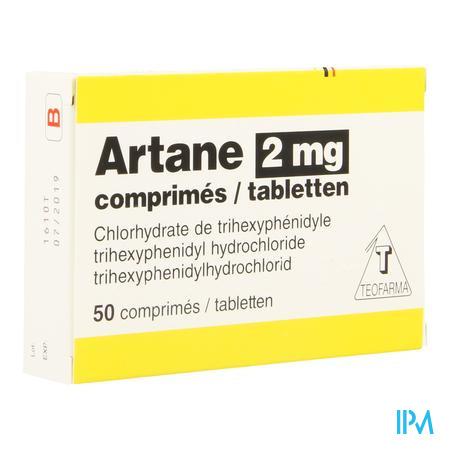 Artane 2 mg
comprimés / tabletten
Chlorhydrate de trihexyphénidyle
trihexyphenidyl hydrochloride
trihexyphenidylhydrochlorid
50 comprimés / tabletten
T
TEOFARMA
B
1610T
07/2019
Lot
EXP.
IPM